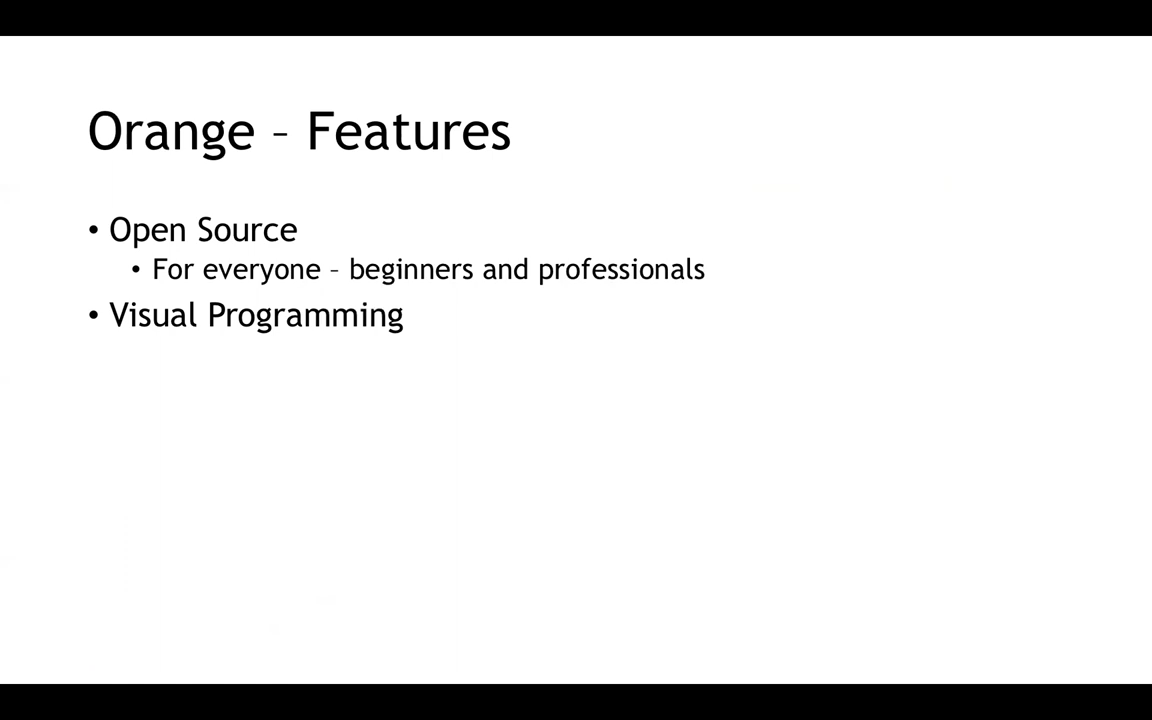 Orange – Features
• Open Source
• For everyone – beginners and professionals
• Visual Programming